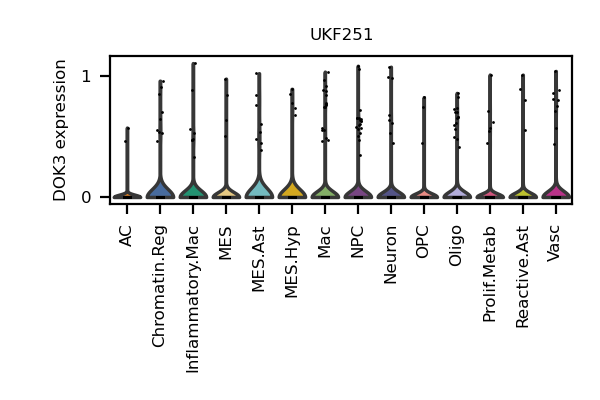 UKF251
DOK3 expression
1
0
AC
Chromatin.Reg
Inflammatory.Mac
MES
MES.Ast
MES.Hyp
Mac
NPC
Neuron
OPC
Oligo
Prolif.Metab
Reactive.Ast
Vasc